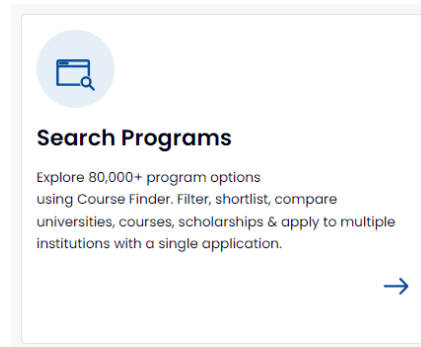 Search Programs
Explore 80,000+ program options
using Course Finder. Filter, shortlist, compare
universities, courses, scholarships & apply to multiple
institutions with a single application.